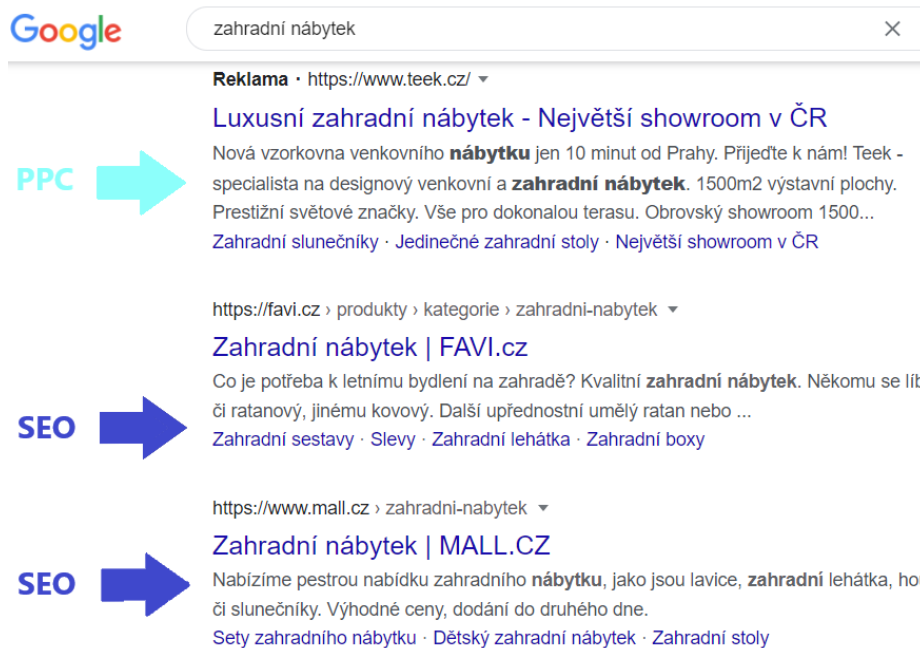 Google
zahradní nábytek
Reklama · https://www.teek.cz/
Luxusní zahradní nábytek - Největší showroom v ČR
Nová vzorkovna venkovního nábytku jen 10 minut od Prahy. Přijeďte k nám! Teek -
PPC
specialista na designový venkovní a zahradní nábytek. 1500m2 výstavní plochy.
Prestižní světové značky. Vše pro dokonalou terasu. Obrovský showroom 1500...
Zahradní slunečníky · Jedinečné zahradní stoly · Největší showroom v ČR
https://favi.cz › produkty › kategorie › zahradni-nabytek
Zahradní nábytek | FAVI.cz
Co je potřeba k letnímu bydlení na zahradě? Kvalitní zahradní nábytek. Někomu se
či ratanový, jinému kovový. Další upřednostní umělý ratan nebo ...
SEO
Zahradní sestavy · Slevy · Zahradní lehátka · Zahradní boxy
https://www.mall.cz › zahradni-nabytek
Zahradní nábytek | MALL.CZ
SEO
Nabízíme pestrou nabídku zahradního nábytku, jako jsou lavice, zahradní lehátka,
či slunečníky. Výhodné ceny, dodání do druhého dne.
Sety zahradního nábytku · Dětský zahradní nábytek · Zahradní stoly